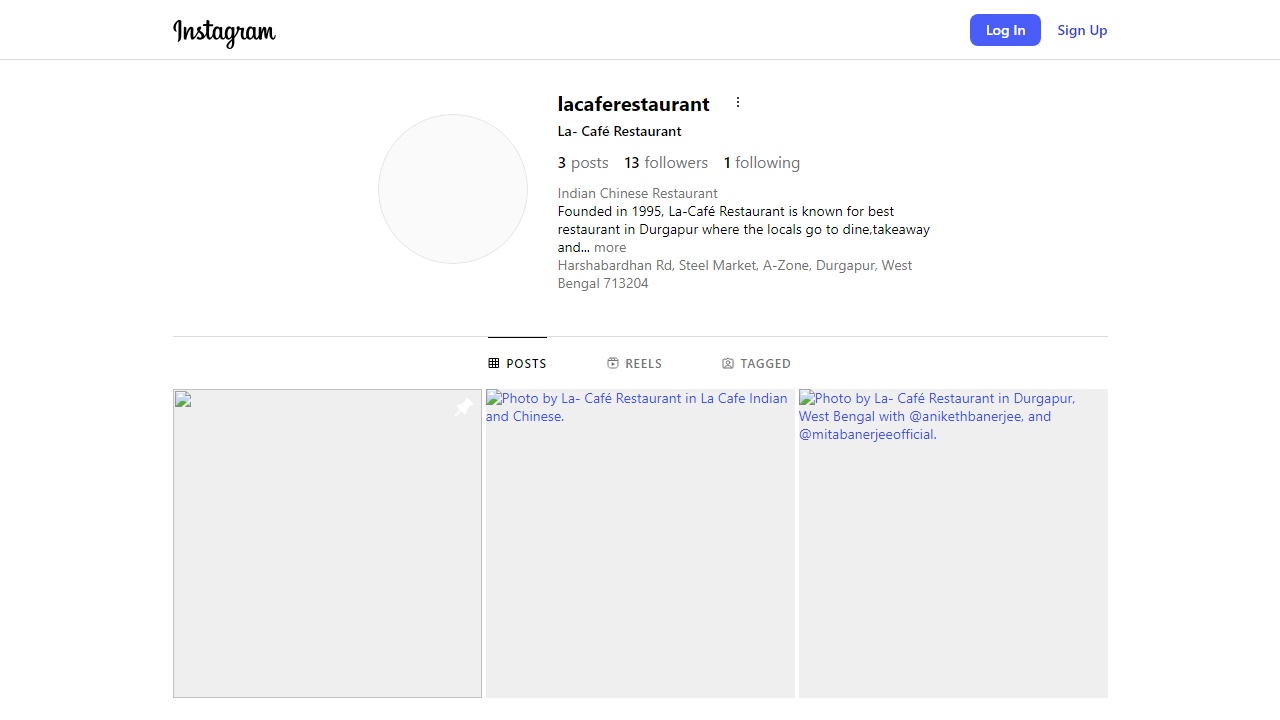 Instagram
Log In
Sign Up
lacaferestaurant
La- Café Restaurant
3 posts 13 followers 1 following
Indian Chinese Restaurant
Founded in 1995, La-Café Restaurant is known for best
restaurant in Durgapur where the locals go to dine,takeaway
and... more
Harshabardhan Rd, Steel Market, A-Zone, Durgapur, West
Bengal 713204
POSTS
REELS
TAGGED
Photo by La- Café Restaurant in La Cafe Indian
and Chinese.
Photo by La- Café Restaurant in Durgapur,
West Bengal with @anikethbanerjee, and
@mitabanerjeeofficial.